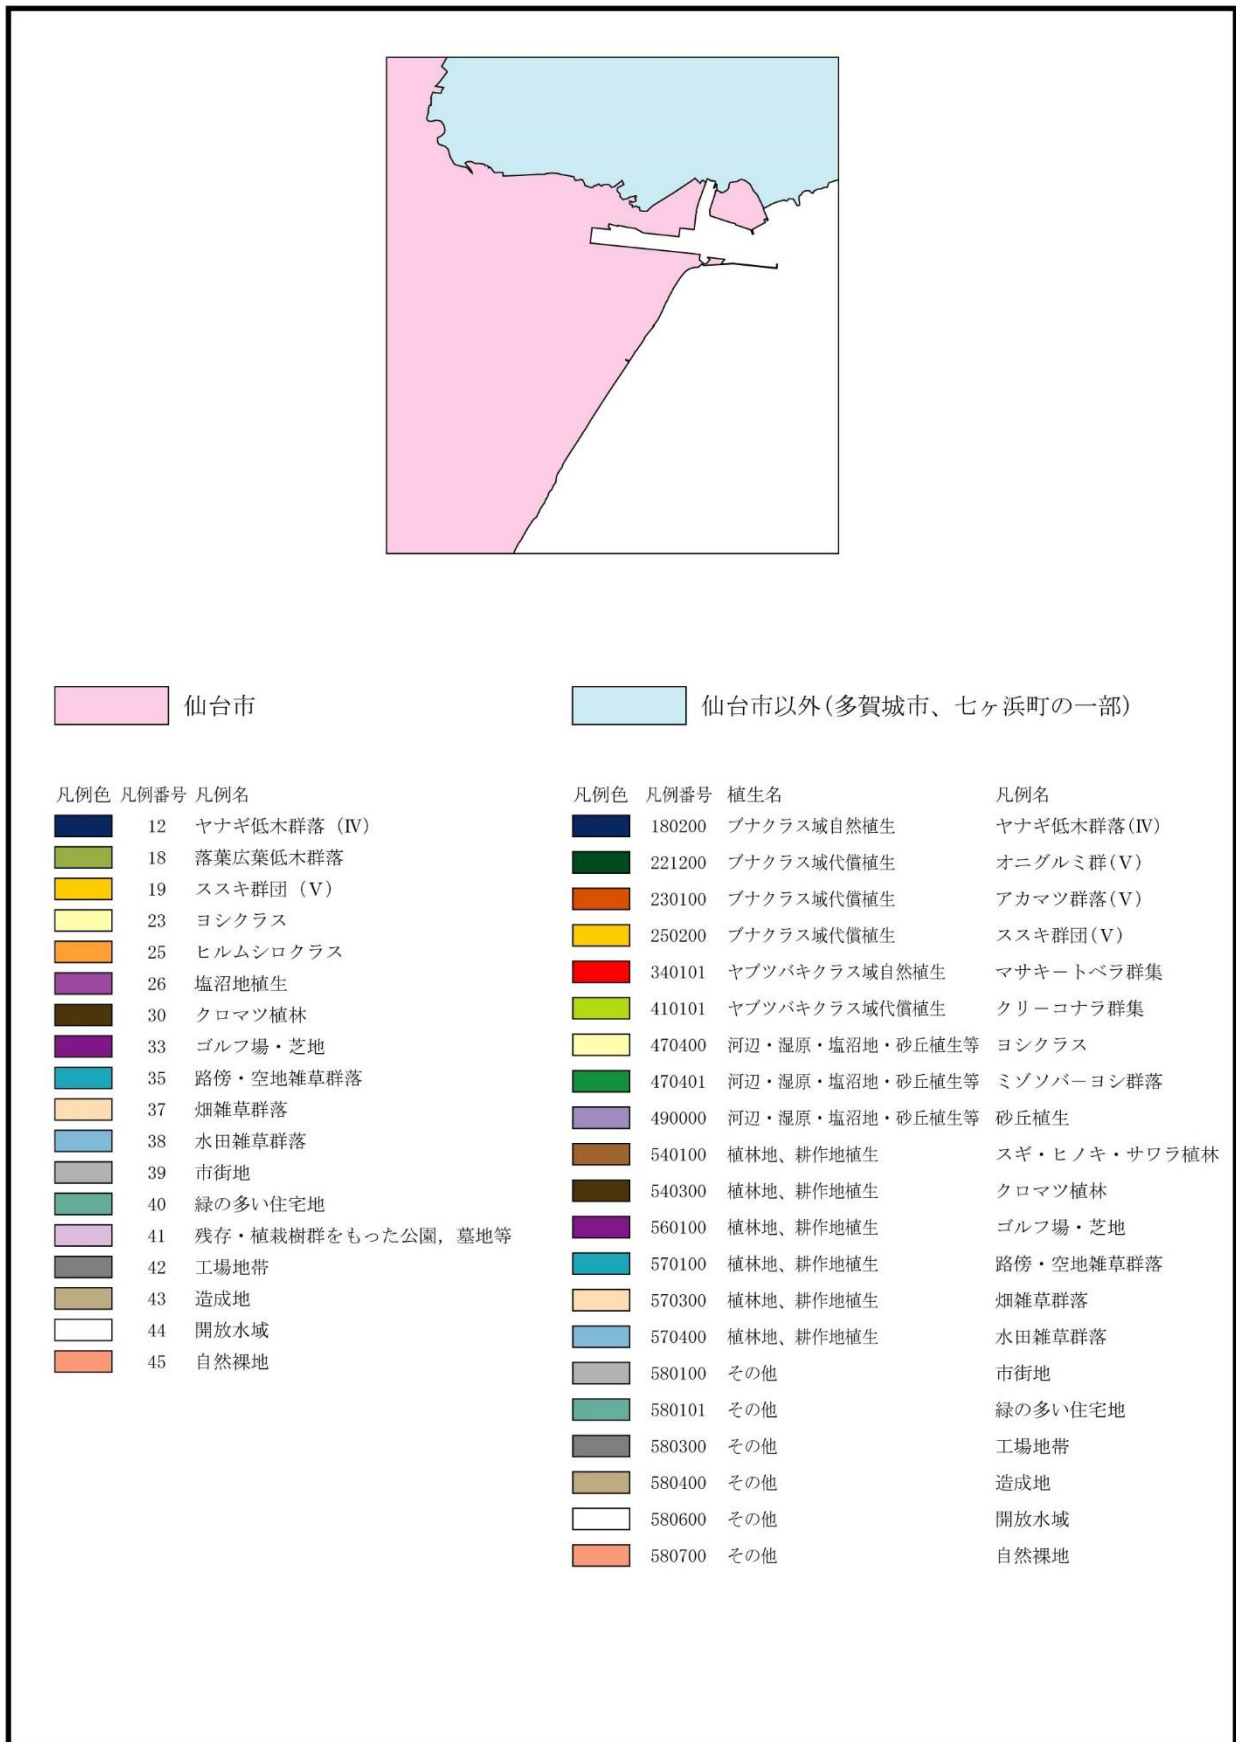 仙台市
仙台市以外(多賀城市、七ヶ浜町の一部)
凡例色 凡例番号 凡例名
12 ヤナギ低木群落（Ⅳ）
18 落葉広葉低木群落
19 ススキ群団（Ⅴ）
23 ヨシクラス
25 ヒルムシロクラス
26 塩沼地植生
30 クロマツ植林
33 ゴルフ場・芝地
35 路傍・空地雑草群落
37 畑雑草群落
38 水田雑草群落
39 市街地
40 緑の多い住宅地
41 残存・植栽樹群をもった公園，墓地等
42 工場地帯
43 造成地
44 開放水域
45 自然裸地
凡例色 凡例番号 植生名 凡例名
180200 ブナクラス域自然植生 ヤナギ低木群落(Ⅳ)
221200 ブナクラス域代償植生 オニグルミ群(Ⅴ)
230100 ブナクラス域代償植生 アカマツ群落(Ⅴ)
250200 ブナクラス域代償植生 ススキ群団(Ⅴ)
340101 ヤブツバキクラス域自然植生 マサキ－トベラ群集
410101 ヤブツバキクラス域代償植生 クリ－コナラ群集
470400 河辺・湿原・塩沼地・砂丘植生等 ヨシクラス
470401 河辺・湿原・塩沼地・砂丘植生等 ミゾソバ－ヨシ群落
490000 河辺・湿原・塩沼地・砂丘植生等 砂丘植生
540100 植林地、耕作地植生 スギ・ヒノキ・サワラ植林
540300 植林地、耕作地植生 クロマツ植林
560100 植林地、耕作地植生 ゴルフ場・芝地
570100 植林地、耕作地植生 路傍・空地雑草群落
570300 植林地、耕作地植生 畑雑草群落
570400 植林地、耕作地植生 水田雑草群落
580100 その他 市街地
580101 その他 緑の多い住宅地
580300 その他 工場地帯
580400 その他 造成地
580600 その他 開放水域
580700 その他 自然裸地